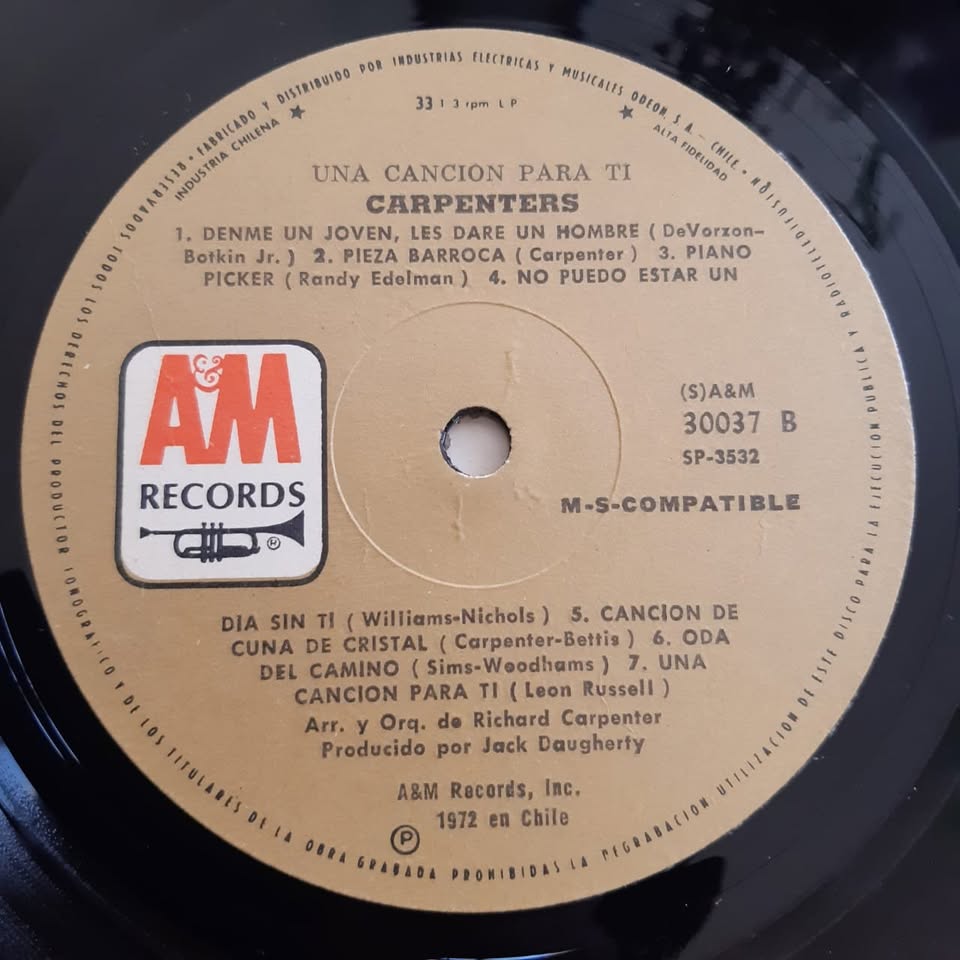 • FABRICADO Y DISTRIBUIDO POR INDUSTRIAS ELECTRICAS Y MUSICALES ODEON, S. A. - CHILE •
INDUSTRIA CHILENA ★
33 1 3 rpm L P
★ ALTA FIDELIDAD
UNA CANCION PARA TI
CARPENTERS
1. DENME UN JOVEN, LES DARE UN HOMBRE ( DeVorzon-
Botkin Jr. ) 2. PIEZA BARROCA ( Carpenter ) 3. PIANO
PICKER ( Randy Edelman ) 4. NO PUEDO ESTAR UN
A&M
RECORDS
(S)A&M
30037 B
SP-3532
M-S-COMPATIBLE
DIA SIN TI ( Williams-Nichols ) 5. CANCION DE
CUNA DE CRISTAL ( Carpenter-Bettis ) 6. ODA
DEL CAMINO ( Sims-Woodhams ) 7. UNA
CANCION PARA TI ( Leon Russell )
Arr. y Orq. de Richard Carpenter
Producido por Jack Daugherty
A&M Records, Inc.
Ⓟ 1972 en Chile
RESERVADOS TODOS LOS DERECHOS DEL PRODUCTOR FONOGRAFICO Y DE LOS TITULARES DE LA OBRA GRABADA PROHIBIDAS LA REGRABACION UTILIZACION DE ESTE DISCO PARA LA EJECUCION PUBLICA Y RADIOTELEDIFUSION